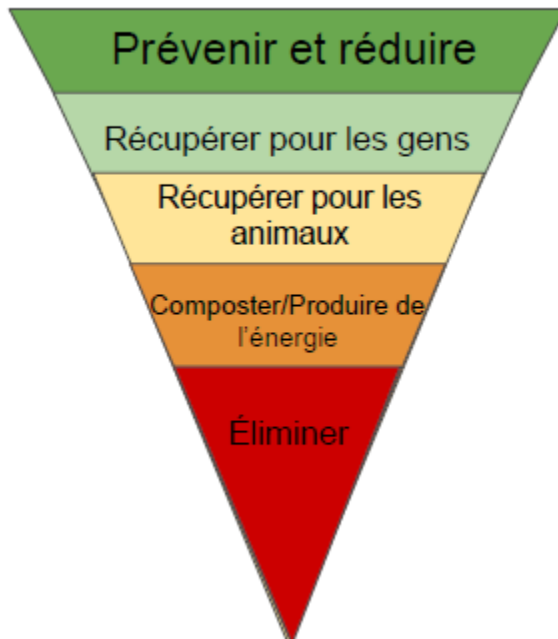 Prévenir et réduire
Récupérer pour les gens
Récupérer pour les
animaux
Composter/Produire de
l'énergie
Éliminer